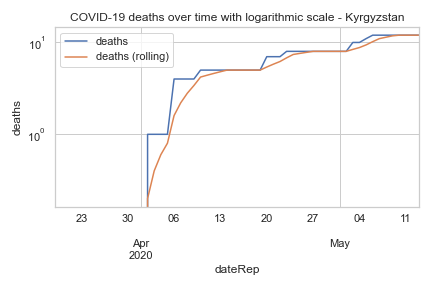 COVID-19 deaths over time with logarithmic scale - Kyrgyzstan
deaths
deaths (rolling)
10¹
10⁰
deaths
23 30 06 13 20 27 04 11
Apr May
2020
dateRep